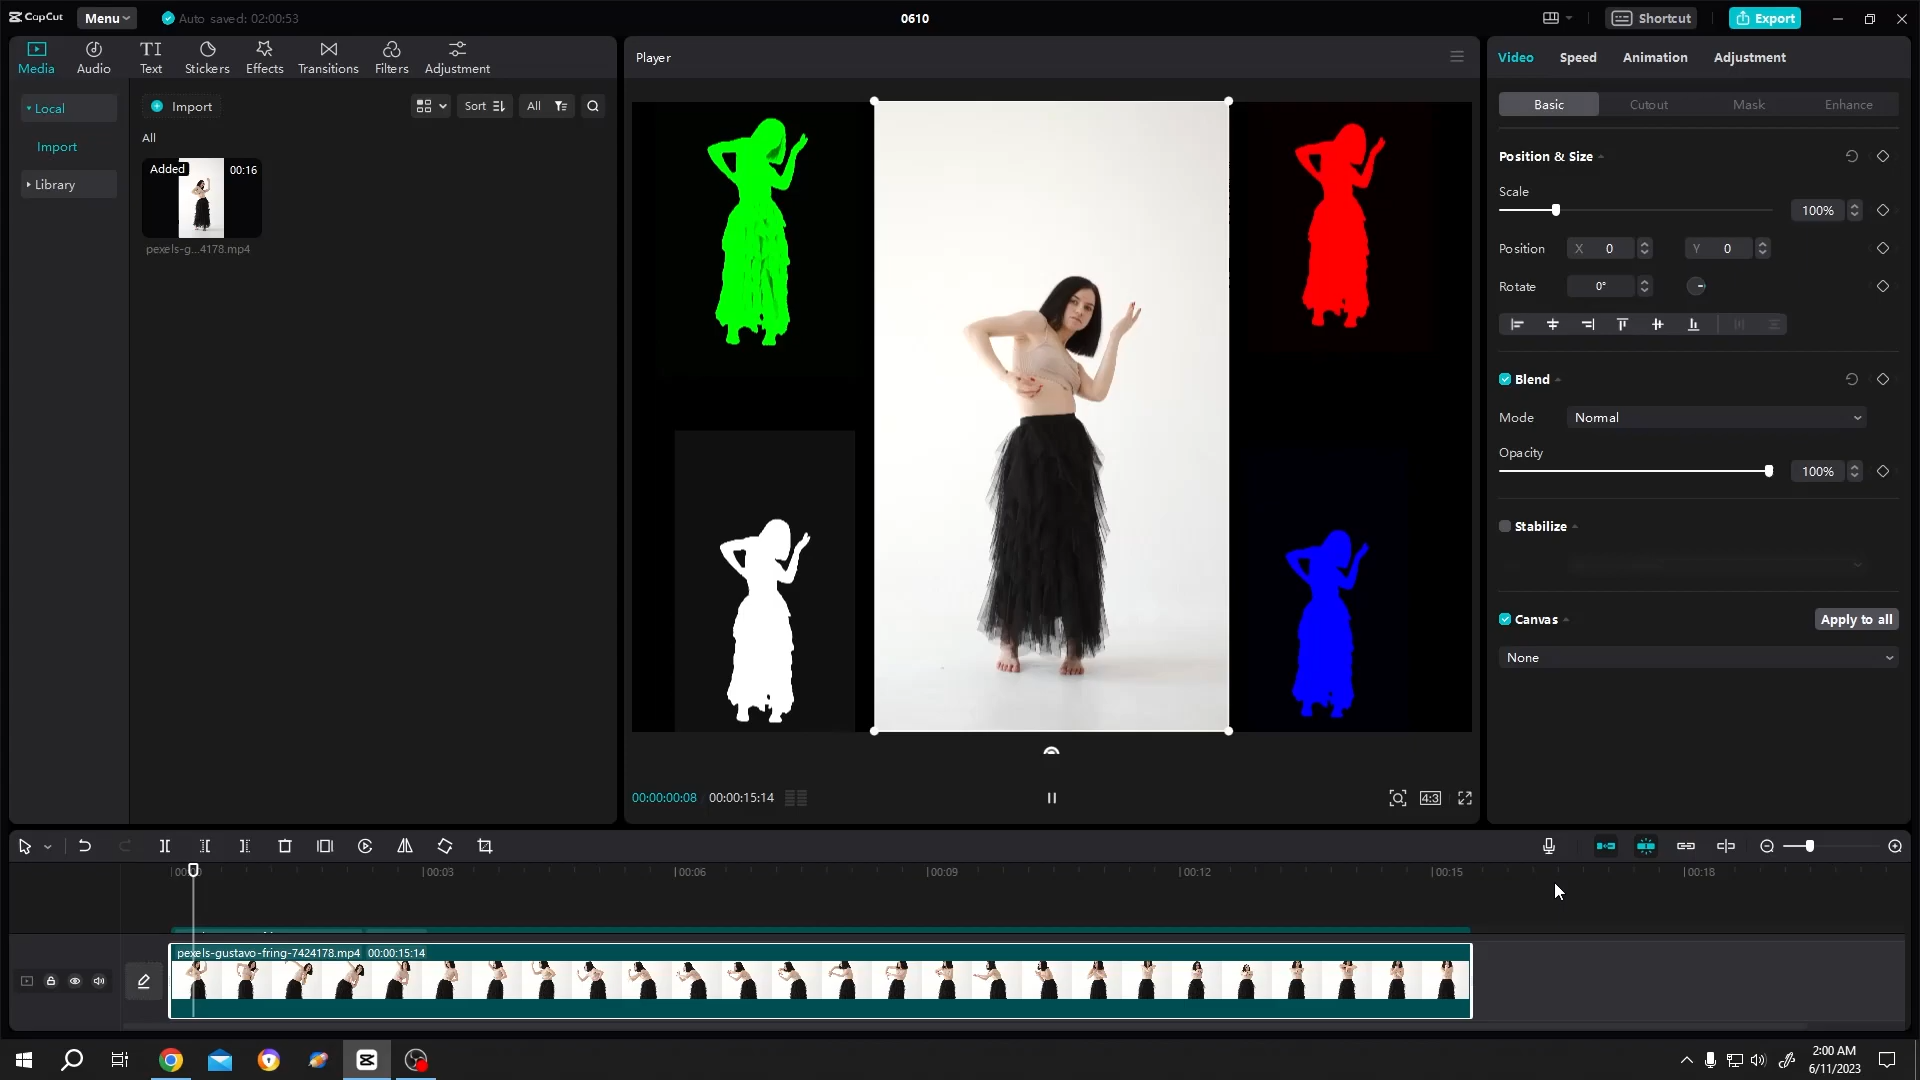 CapCut
Menu
Auto saved: 02:00:53
0610
Shortcut
Export
Media
Audio
TI
Text
Stickers
Effects
Transitions
Filters
Adjustment
Local
Import
Library
Import
Sort
All
All
Added
00:16
pexels-g...4178.mp4
Player
00:00:00:08
00:00:15:14
4:3
Video
Speed
Animation
Adjustment
Basic
Cutout
Mask
Enhance
Position & Size
Scale
100%
Position
X 0
Y 0
Rotate
0°
Blend
Mode
Normal
Opacity
100%
Stabilize
Canvas
Apply to all
None
00:03
00:06
00:09
00:12
00:15
00:18
pexels-gustavo-fring-7424178.mp4 00:00:15:14
2:00 AM
6/11/2023